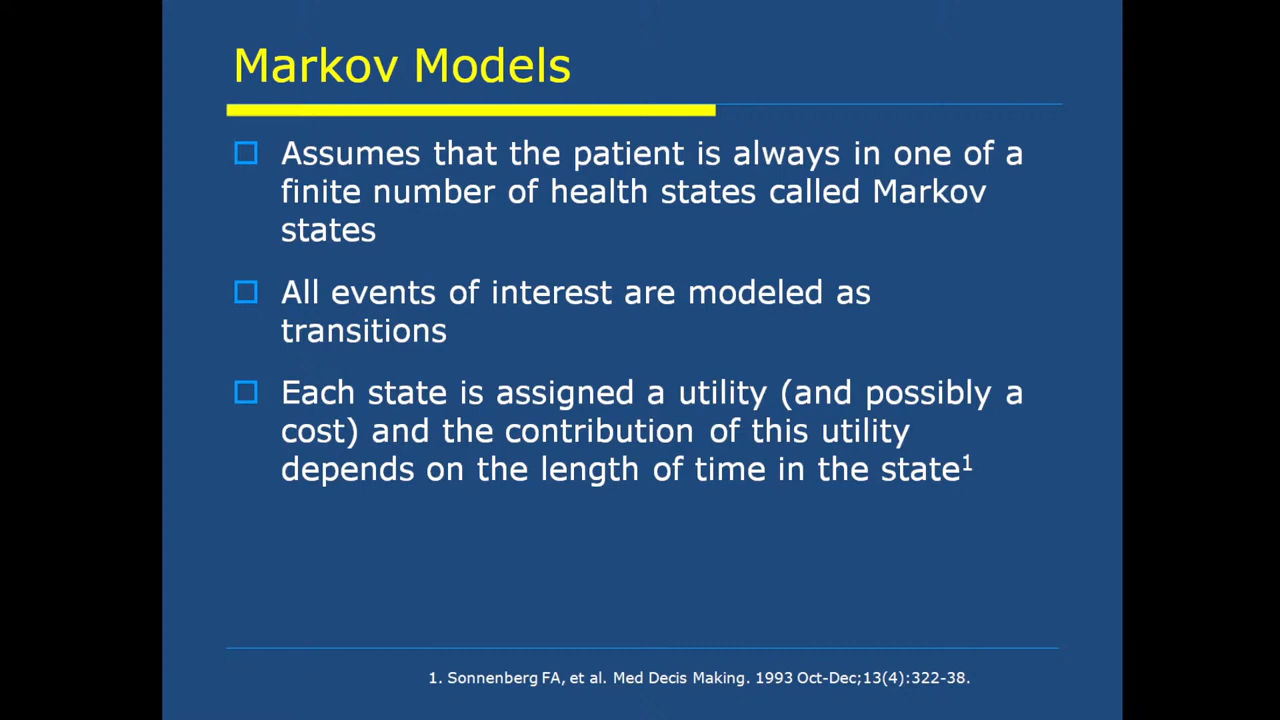 Markov Models
Assumes that the patient is always in one of a
finite number of health states called Markov
states
All events of interest are modeled as
transitions
Each state is assigned a utility (and possibly a
cost) and the contribution of this utility
depends on the length of time in the state¹
1. Sonnenberg FA, et al. Med Decis Making. 1993 Oct-Dec;13(4):322-38.